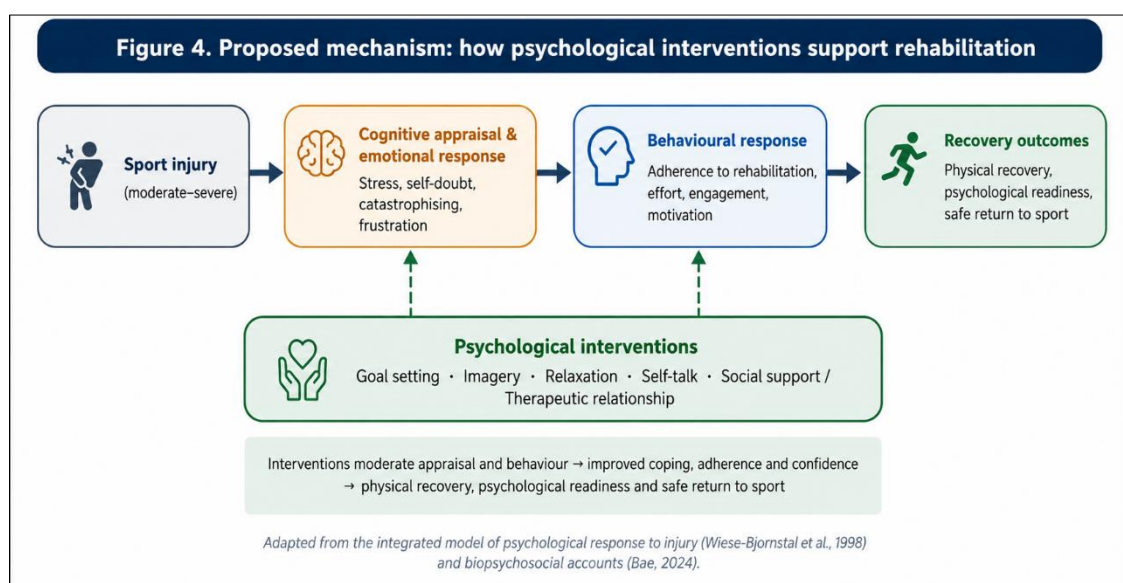 Figure 4. Proposed mechanism: how psychological interventions support rehabilitation
Sport injury
(moderate–severe)
Cognitive appraisal &
emotional response
Stress, self-doubt,
catastrophising,
frustration
Behavioural response
Adherence to rehabilitation,
effort, engagement,
motivation
Recovery outcomes
Physical recovery,
psychological readiness,
safe return to sport
Psychological interventions
Goal setting · Imagery · Relaxation · Self-talk · Social support /
Therapeutic relationship
Interventions moderate appraisal and behaviour → improved coping, adherence and confidence
→ physical recovery, psychological readiness and safe return to sport
Adapted from the integrated model of psychological response to injury (Wiese-Bjornstal et al., 1998)
and biopsychosocial accounts (Bae, 2024).